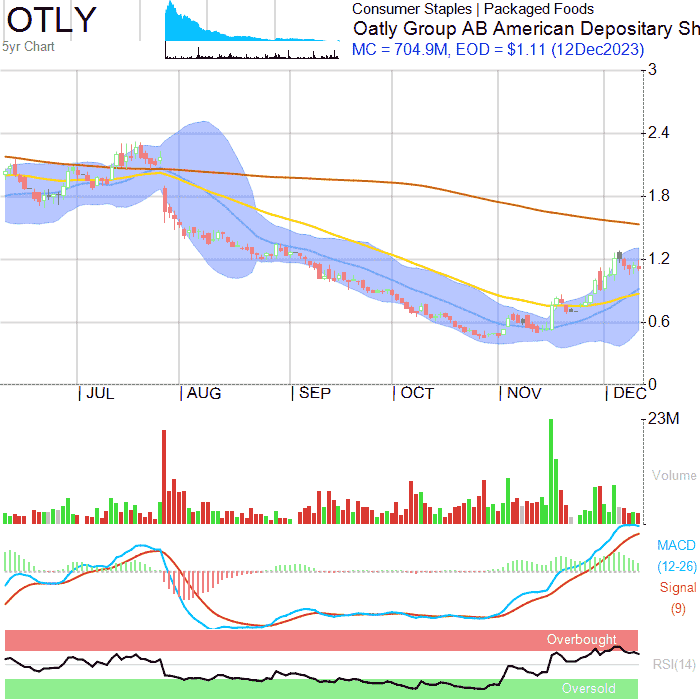 OTLY
5yr Chart
Consumer Staples | Packaged Foods
Oatly Group AB American Depositary Sh
MC = 704.9M, EOD = $1.11 (12Dec2023)
3
2.4
1.8
1.2
0.6
0
| JUL | AUG | SEP | OCT | NOV | DEC
23M
Volume
MACD
(12-26)
Signal
(9)
Overbought
RSI(14)
Oversold